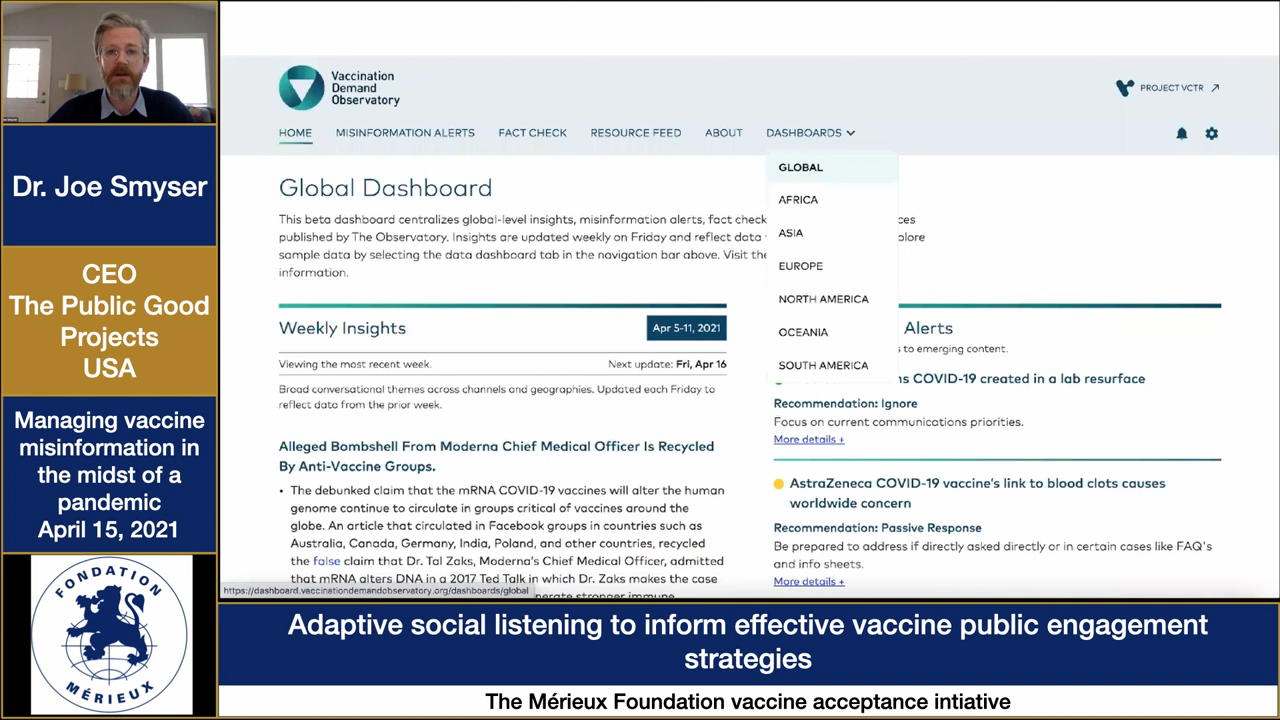 Dr. Joe Smyser
CEO
The Public Good
Projects
USA
Managing vaccine
misinformation in
the midst of a
pandemic
April 15, 2021
FONDATION
MÉRIEUX
Vaccination
Demand
Observatory
PROJECT VCTR
HOME MISINFORMATION ALERTS FACT CHECK RESOURCE FEED ABOUT DASHBOARDS
GLOBAL
AFRICA
ASIA
EUROPE
NORTH AMERICA
OCEANIA
SOUTH AMERICA
Global Dashboard
This beta dashboard centralizes global-level insights, misinformation alerts, fact check
published by The Observatory. Insights are updated weekly on Friday and reflect data
sample data by selecting the data dashboard tab in the navigation bar above. Visit the
information.
Weekly Insights
Apr 5-11, 2021
Viewing the most recent week.
Next update: Fri, Apr 16
Broad conversational themes across channels and geographies. Updated each Friday to
reflect data from the prior week.
Alleged Bombshell From Moderna Chief Medical Officer Is Recycled
By Anti-Vaccine Groups.
• The debunked claim that the mRNA COVID-19 vaccines will alter the human
genome continue to circulate in groups critical of vaccines around the
globe. An article that circulated in Facebook groups in countries such as
Australia, Canada, Germany, India, Poland, and other countries, recycled
the false claim that Dr. Tal Zaks, Moderna's Chief Medical Officer, admitted
that mRNA alters DNA in a 2017 Ted Talk in which Dr. Zaks makes the case
https://dashboard.vaccinationdemandobservatory.org/dashboards/global
Alerts
to emerging content.
COVID-19 created in a lab resurface
Recommendation: Ignore
Focus on current communications priorities.
More details +
AstraZeneca COVID-19 vaccine's link to blood clots causes
worldwide concern
Recommendation: Passive Response
Be prepared to address if directly asked directly or in certain cases like FAQ's
and info sheets.
More details +
Adaptive social listening to inform effective vaccine public engagement
strategies
The Mérieux Foundation vaccine acceptance intiative